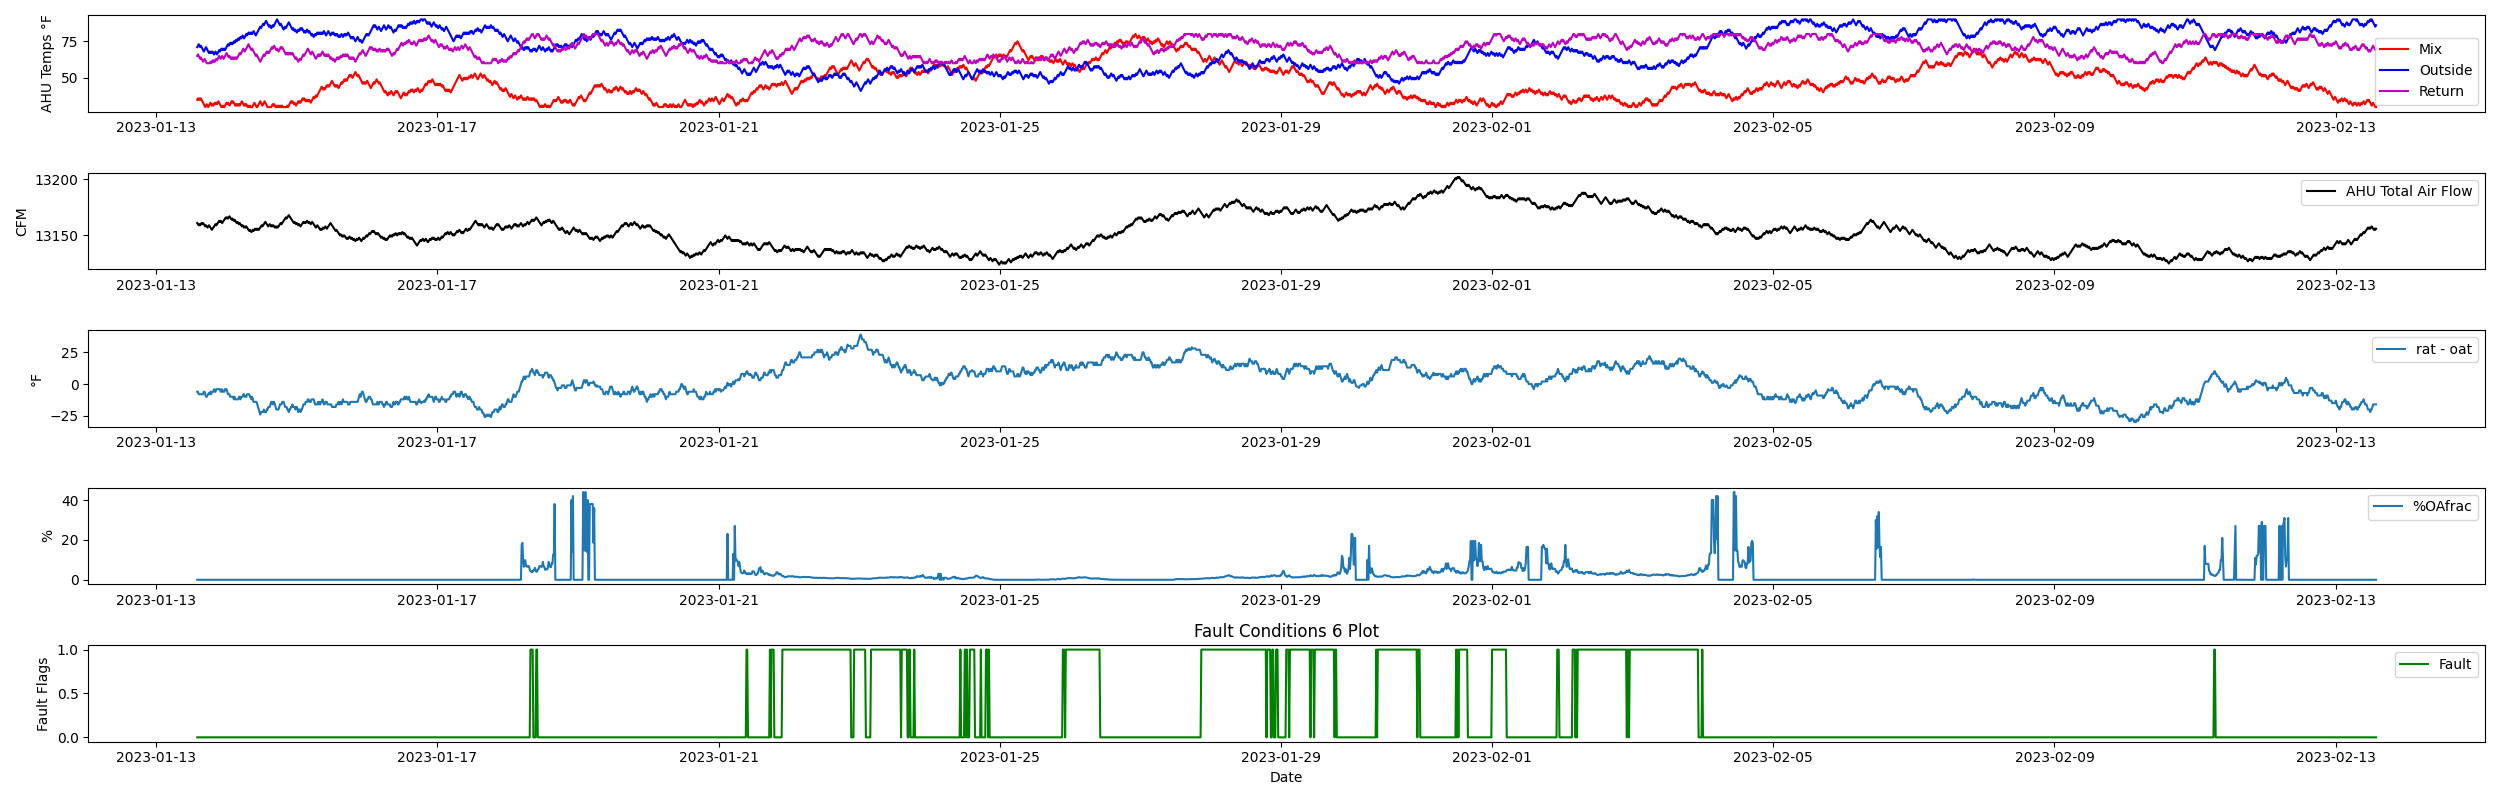 AHU Temps °F
75
50
Mix
Outside
Return
2023-01-13 2023-01-17 2023-01-21 2023-01-25 2023-01-29 2023-02-01 2023-02-05 2023-02-09 2023-02-13
CFM
13200
13150
AHU Total Air Flow
2023-01-13 2023-01-17 2023-01-21 2023-01-25 2023-01-29 2023-02-01 2023-02-05 2023-02-09 2023-02-13
°F
25
0
−25
rat - oat
2023-01-13 2023-01-17 2023-01-21 2023-01-25 2023-01-29 2023-02-01 2023-02-05 2023-02-09 2023-02-13
%
40
20
0
%OAfrac
2023-01-13 2023-01-17 2023-01-21 2023-01-25 2023-01-29 2023-02-01 2023-02-05 2023-02-09 2023-02-13
Fault Conditions 6 Plot
Fault Flags
1.0
0.5
0.0
Fault
2023-01-13 2023-01-17 2023-01-21 2023-01-25 2023-01-29 2023-02-01 2023-02-05 2023-02-09 2023-02-13
Date